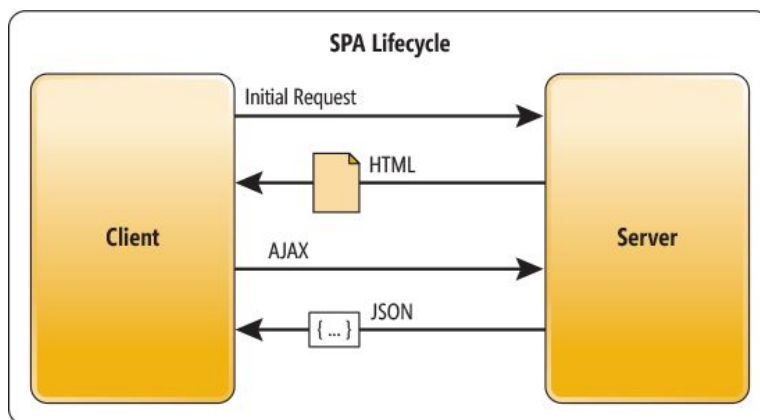 SPA Lifecycle
Initial Request
HTML
Client
Server
AJAX
JSON
{ ... }